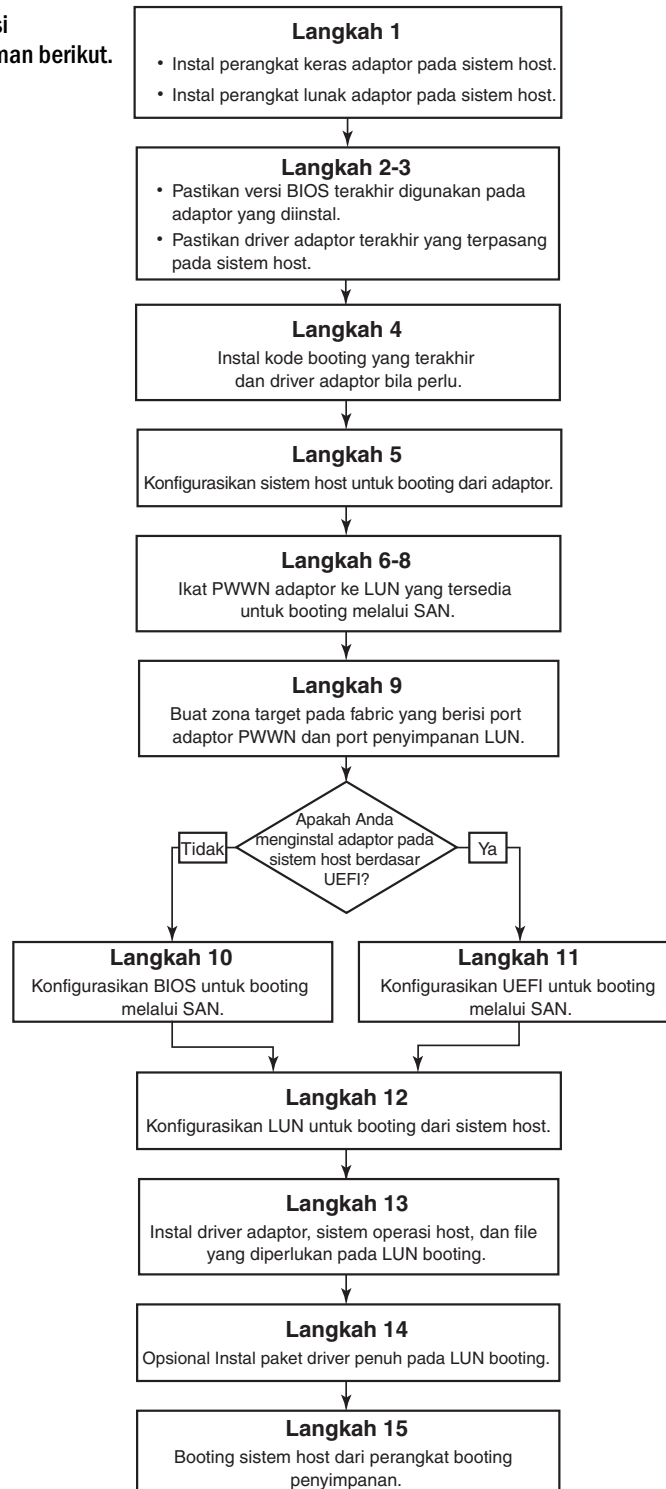 si
man berikut.
Langkah 1
• Instal perangkat keras adaptor pada sistem host.
• Instal perangkat lunak adaptor pada sistem host.
Langkah 2-3
• Pastikan versi BIOS terakhir digunakan pada
adaptor yang diinstal.
• Pastikan driver adaptor terakhir yang terpasang
pada sistem host.
Langkah 4
Instal kode booting yang terakhir
dan driver adaptor bila perlu.
Langkah 5
Konfigurasikan sistem host untuk booting dari adaptor.
Langkah 6-8
Ikat PWWN adaptor ke LUN yang tersedia
untuk booting melalui SAN.
Langkah 9
Buat zona target pada fabric yang berisi port
adaptor PWWN dan port penyimpanan LUN.
Apakah Anda
menginstal adaptor pada
sistem host berdasar
UEFI?
Tidak
Ya
Langkah 10
Konfigurasikan BIOS untuk booting
melalui SAN.
Langkah 11
Konfigurasikan UEFI untuk booting
melalui SAN.
Langkah 12
Konfigurasikan LUN untuk booting dari sistem host.
Langkah 13
Instal driver adaptor, sistem operasi host, dan file
yang diperlukan pada LUN booting.
Langkah 14
Opsional Instal paket driver penuh pada LUN booting.
Langkah 15
Booting sistem host dari perangkat booting
penyimpanan.